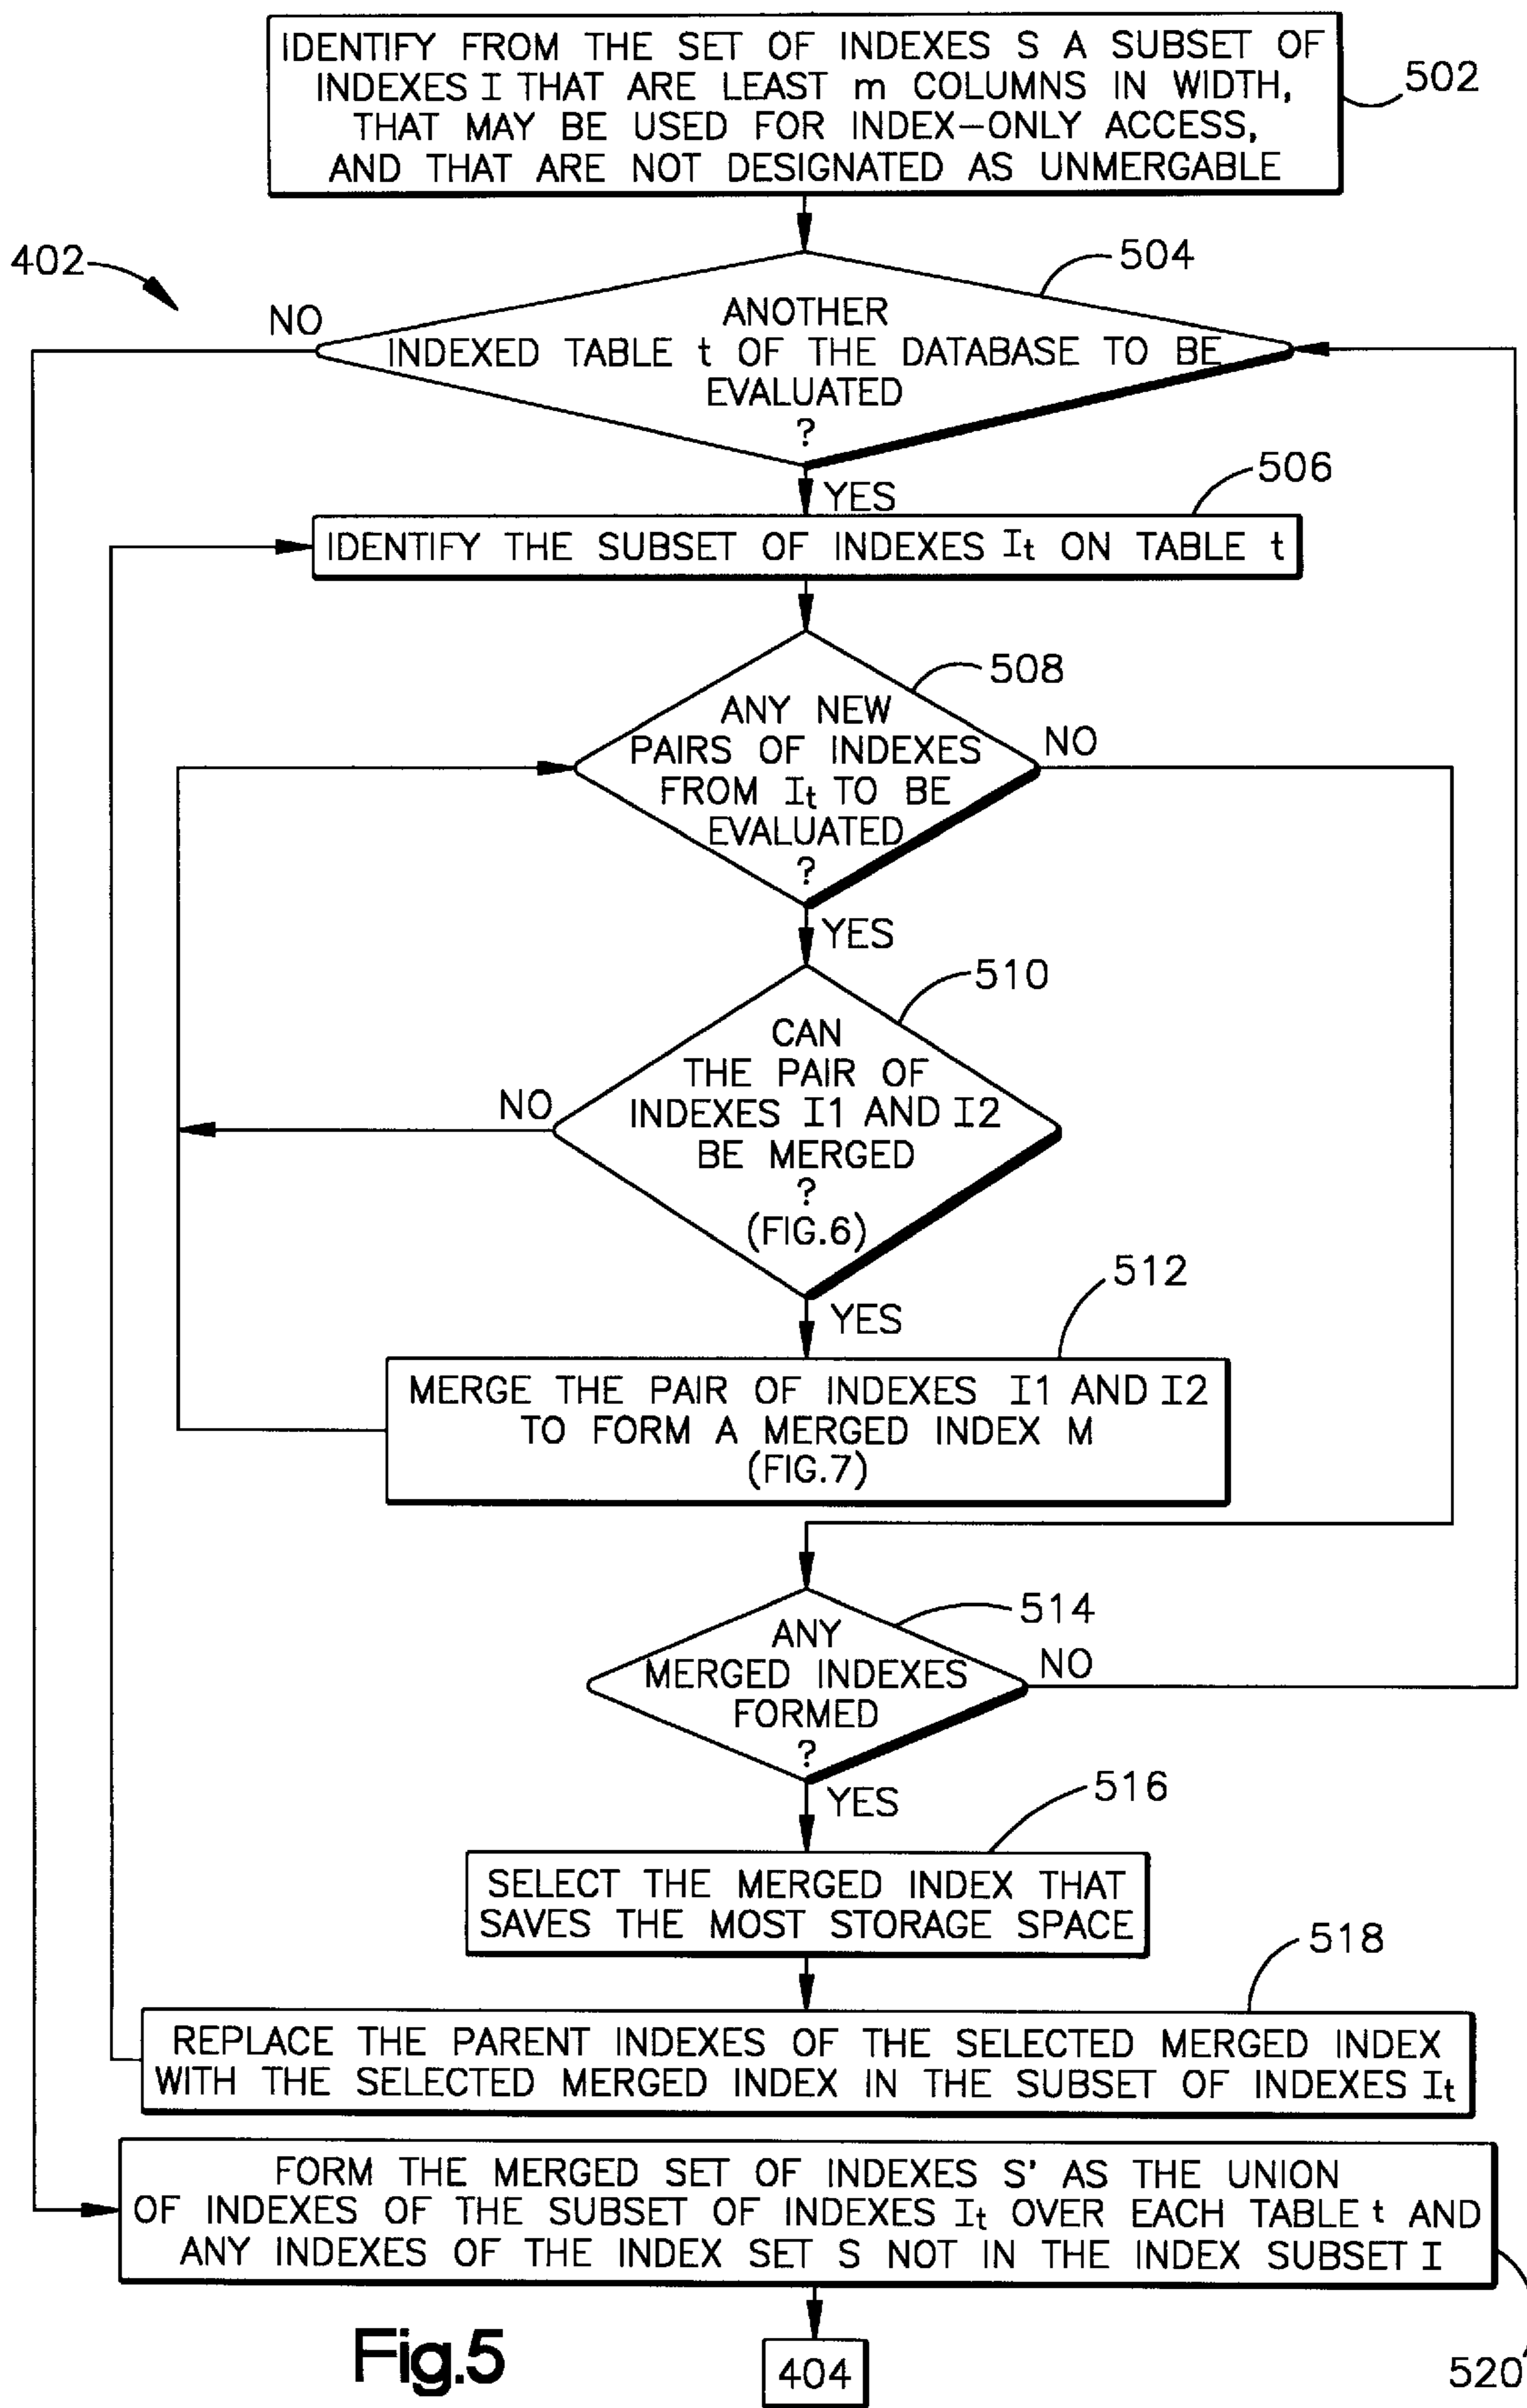 IDENTIFY FROM THE SET OF INDEXES S A SUBSET OF
INDEXES I THAT ARE LEAST m COLUMNS IN WIDTH,
THAT MAY BE USED FOR INDEX-ONLY ACCESS,
AND THAT ARE NOT DESIGNATED AS UNMERGABLE
502
402
504
NO
ANOTHER
INDEXED TABLE t OF THE DATABASE TO BE
EVALUATED
?
YES
506
IDENTIFY THE SUBSET OF INDEXES It ON TABLE t
508
ANY NEW
PAIRS OF INDEXES
FROM It TO BE
EVALUATED
?
NO
YES
510
CAN
THE PAIR OF
INDEXES I1 AND I2
BE MERGED
?
(FIG.6)
NO
YES
512
MERGE THE PAIR OF INDEXES I1 AND I2
TO FORM A MERGED INDEX M
(FIG.7)
514
ANY
MERGED INDEXES
FORMED
?
NO
YES
516
SELECT THE MERGED INDEX THAT
SAVES THE MOST STORAGE SPACE
518
REPLACE THE PARENT INDEXES OF THE SELECTED MERGED INDEX
WITH THE SELECTED MERGED INDEX IN THE SUBSET OF INDEXES It
FORM THE MERGED SET OF INDEXES S' AS THE UNION
OF INDEXES OF THE SUBSET OF INDEXES It OVER EACH TABLE t AND
ANY INDEXES OF THE INDEX SET S NOT IN THE INDEX SUBSET I
520
Fig.5
404